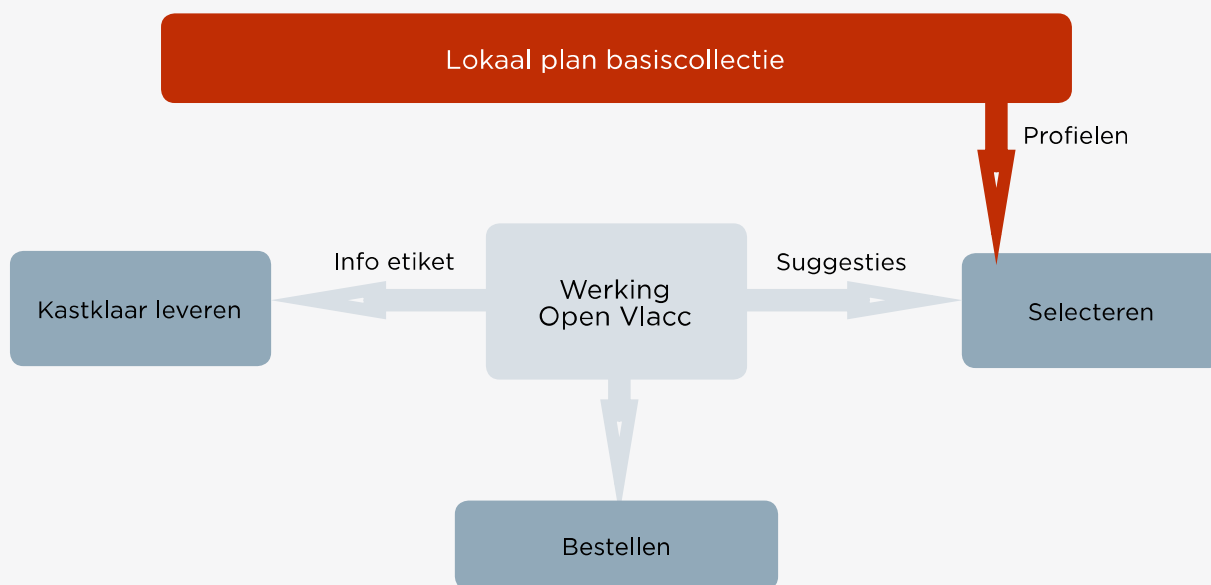 Lokaal plan basiscollectie
Profielen
Info etiket
Suggesties
Kastklaar leveren
Werking
Open Vlacc
Selecteren
Bestellen